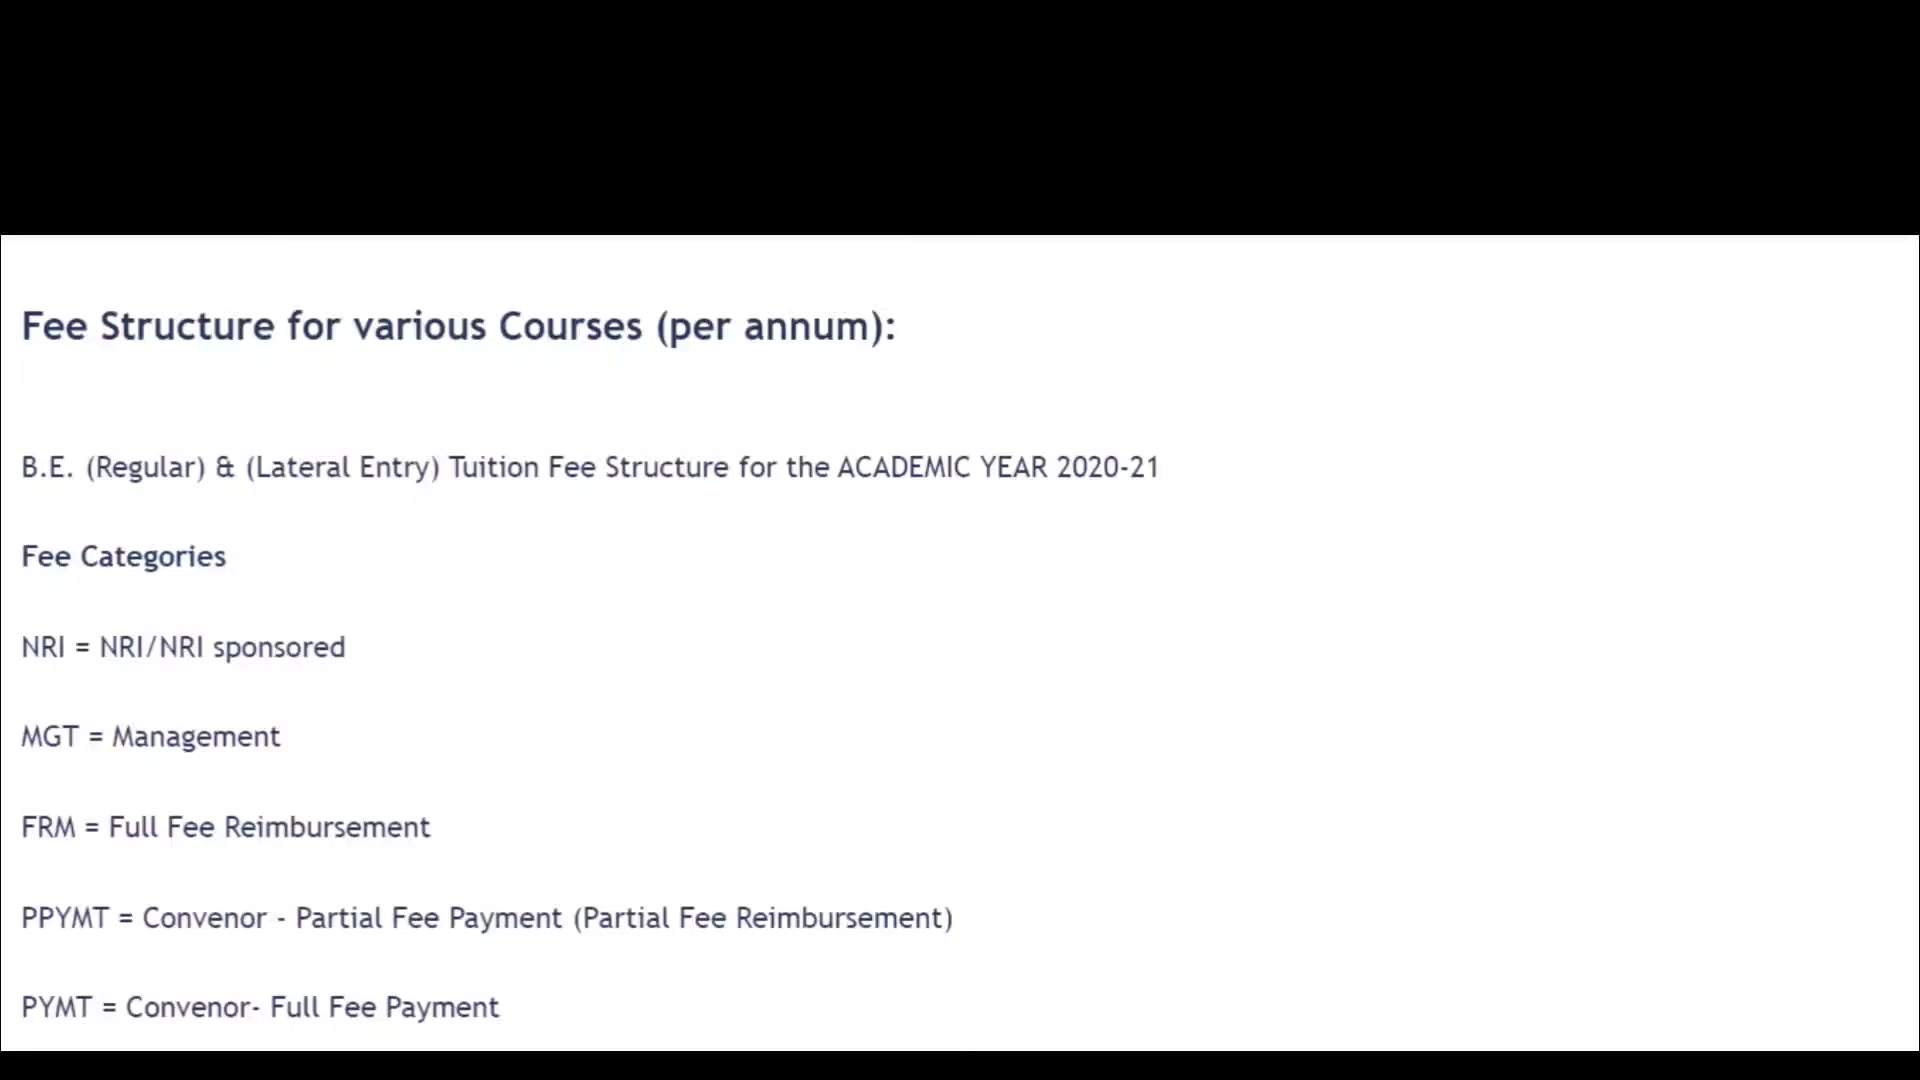 Fee Structure for various Courses (per annum):
B.E. (Regular) & (Lateral Entry) Tuition Fee Structure for the ACADEMIC YEAR 2020-21
Fee Categories
NRI = NRI/NRI sponsored
MGT = Management
FRM = Full Fee Reimbursement
PPYMT = Convenor - Partial Fee Payment (Partial Fee Reimbursement)
PYMT = Convenor- Full Fee Payment